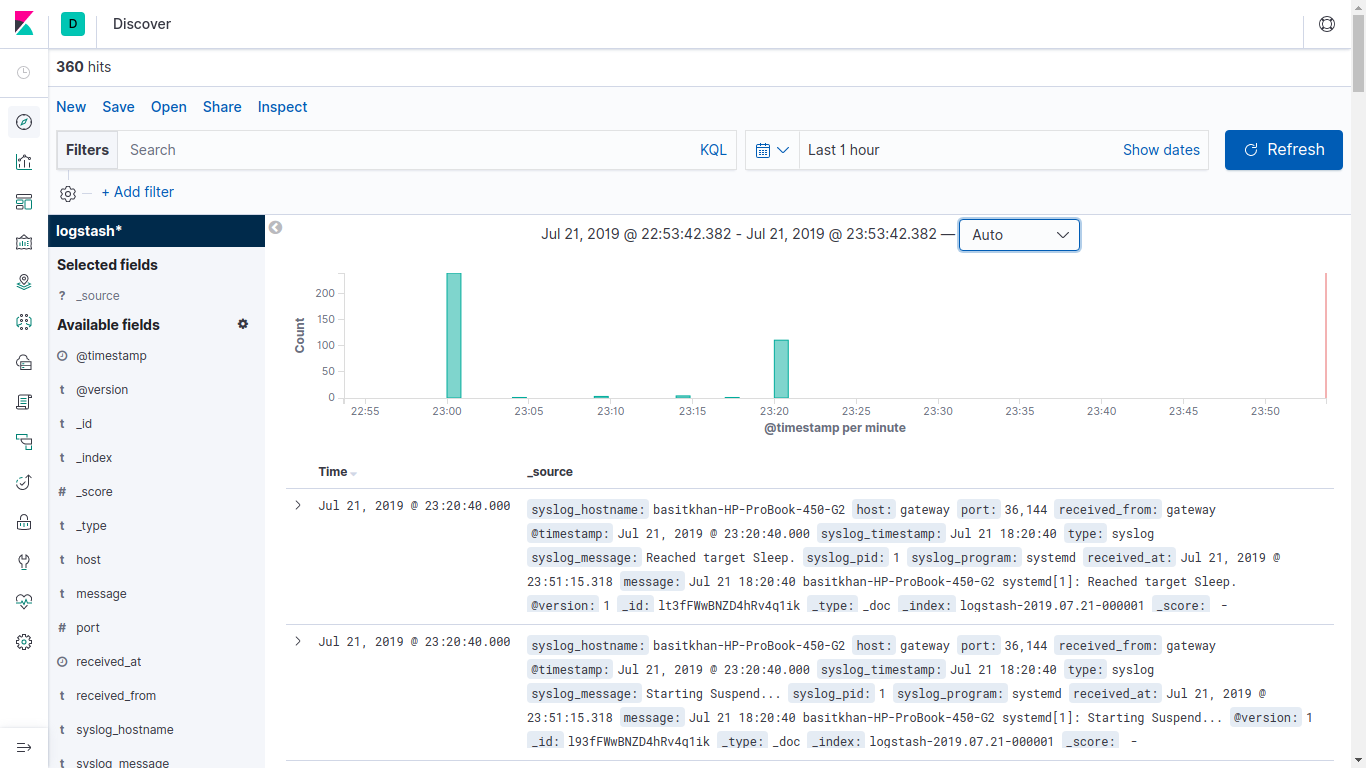 D Discover
360 hits
New Save Open Share Inspect
Filters Search KQL Last 1 hour Show dates Refresh
+ Add filter
logstash*
Selected fields
? _source
Available fields
@timestamp
t @version
t _id
t _index
# _score
t _type
t host
t message
# port
received_at
t received_from
t syslog_hostname
t syslog_message
Jul 21, 2019 @ 22:53:42.382 - Jul 21, 2019 @ 23:53:42.382 — Auto
Count
200
150
100
50
0
22:55 23:00 23:05 23:10 23:15 23:20 23:25 23:30 23:35 23:40 23:45 23:50
@timestamp per minute
Time _source
Jul 21, 2019 @ 23:20:40.000 syslog_hostname: basitkhan-HP-ProBook-450-G2 host: gateway port: 36,144 received_from: gateway
@timestamp: Jul 21, 2019 @ 23:20:40.000 syslog_timestamp: Jul 21 18:20:40 type: syslog
syslog_message: Reached target Sleep. syslog_pid: 1 syslog_program: systemd received_at: Jul 21, 2019 @
23:51:15.318 message: Jul 21 18:20:40 basitkhan-HP-ProBook-450-G2 systemd[1]: Reached target Sleep.
@version: 1 _id: lt3fFWwBNZD4hRv4q1ik _type: _doc _index: logstash-2019.07.21-000001 _score: -
Jul 21, 2019 @ 23:20:40.000 syslog_hostname: basitkhan-HP-ProBook-450-G2 host: gateway port: 36,144 received_from: gateway
@timestamp: Jul 21, 2019 @ 23:20:40.000 syslog_timestamp: Jul 21 18:20:40 type: syslog
syslog_message: Starting Suspend... syslog_pid: 1 syslog_program: systemd received_at: Jul 21, 2019 @
23:51:15.318 message: Jul 21 18:20:40 basitkhan-HP-ProBook-450-G2 systemd[1]: Starting Suspend... @version: 1
_id: l93fFWwBNZD4hRv4q1ik _type: _doc _index: logstash-2019.07.21-000001 _score: -